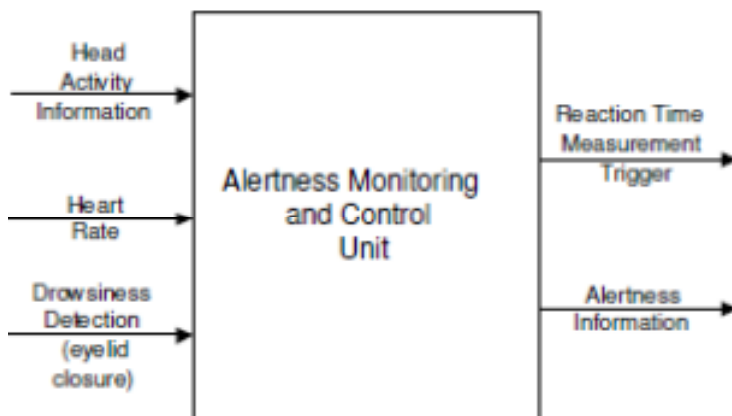 Head
Activity
Information
Heart
Rate
Drowsiness
Detection
(eyelid
closure)
Alertness Monitoring
and Control
Unit
Reaction Time
Measurement
Trigger
Alertness
Information